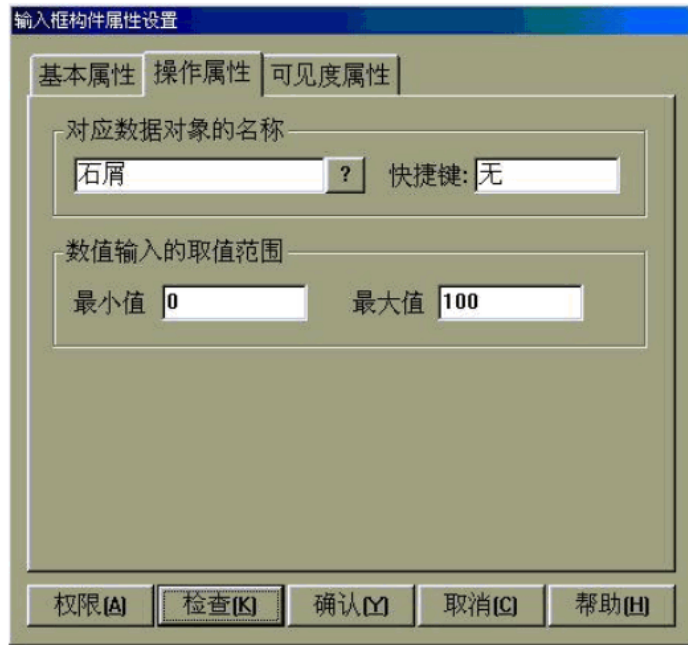 输入框构件属性设置
基本属性 操作属性 可见度属性
对应数据对象的名称
石屑 ? 快捷键: 无
数值输入的取值范围
最小值 0 最大值 100
权限(A) 检查(K) 确认(Y) 取消(C) 帮助(H)